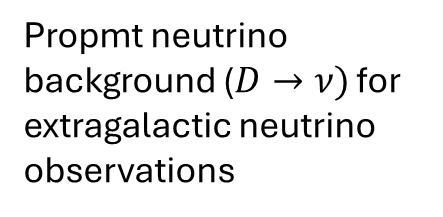 Propmt neutrino
background (𝐷 → 𝜈) for
extragalactic neutrino
observations